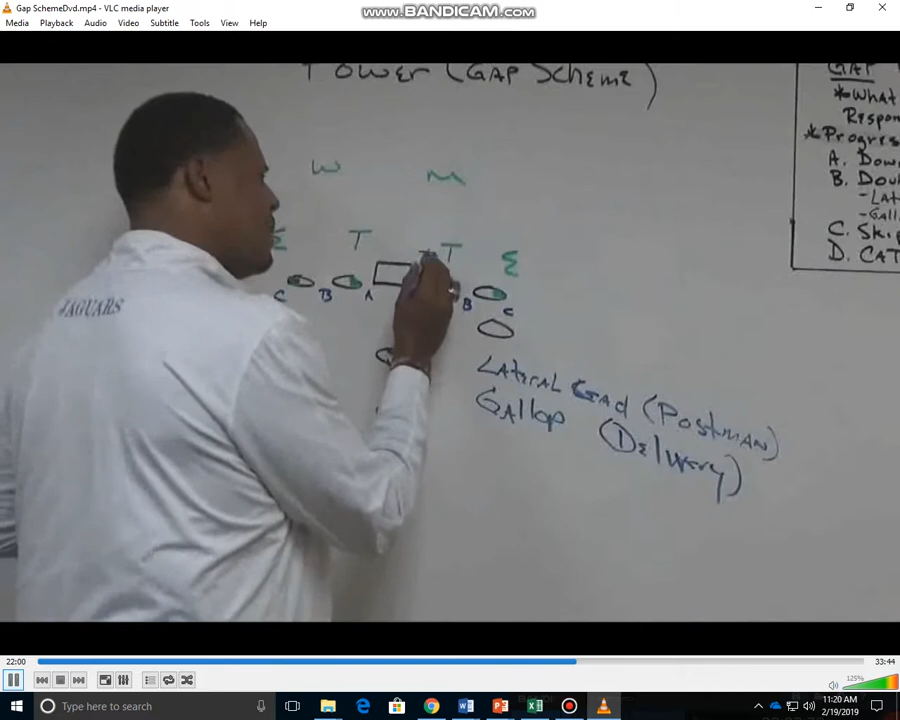 Gap SchemeDvd.mp4 - VLC media player
www.BANDICAM.com
Media Playback Audio Video Subtitle Tools View Help
Power (Gap Scheme)
GAP
*What
Respon
*Progres
A. Dow
B. Dou
-Lat
-Gall
C. Skip
D. CAT
W M
E T T E
C B A B C
JAGUARS
Lateral Lead (Postman)
Gallop (Delivery)
22:00 33:44
125%
Type here to search
11:20 AM
2/19/2019